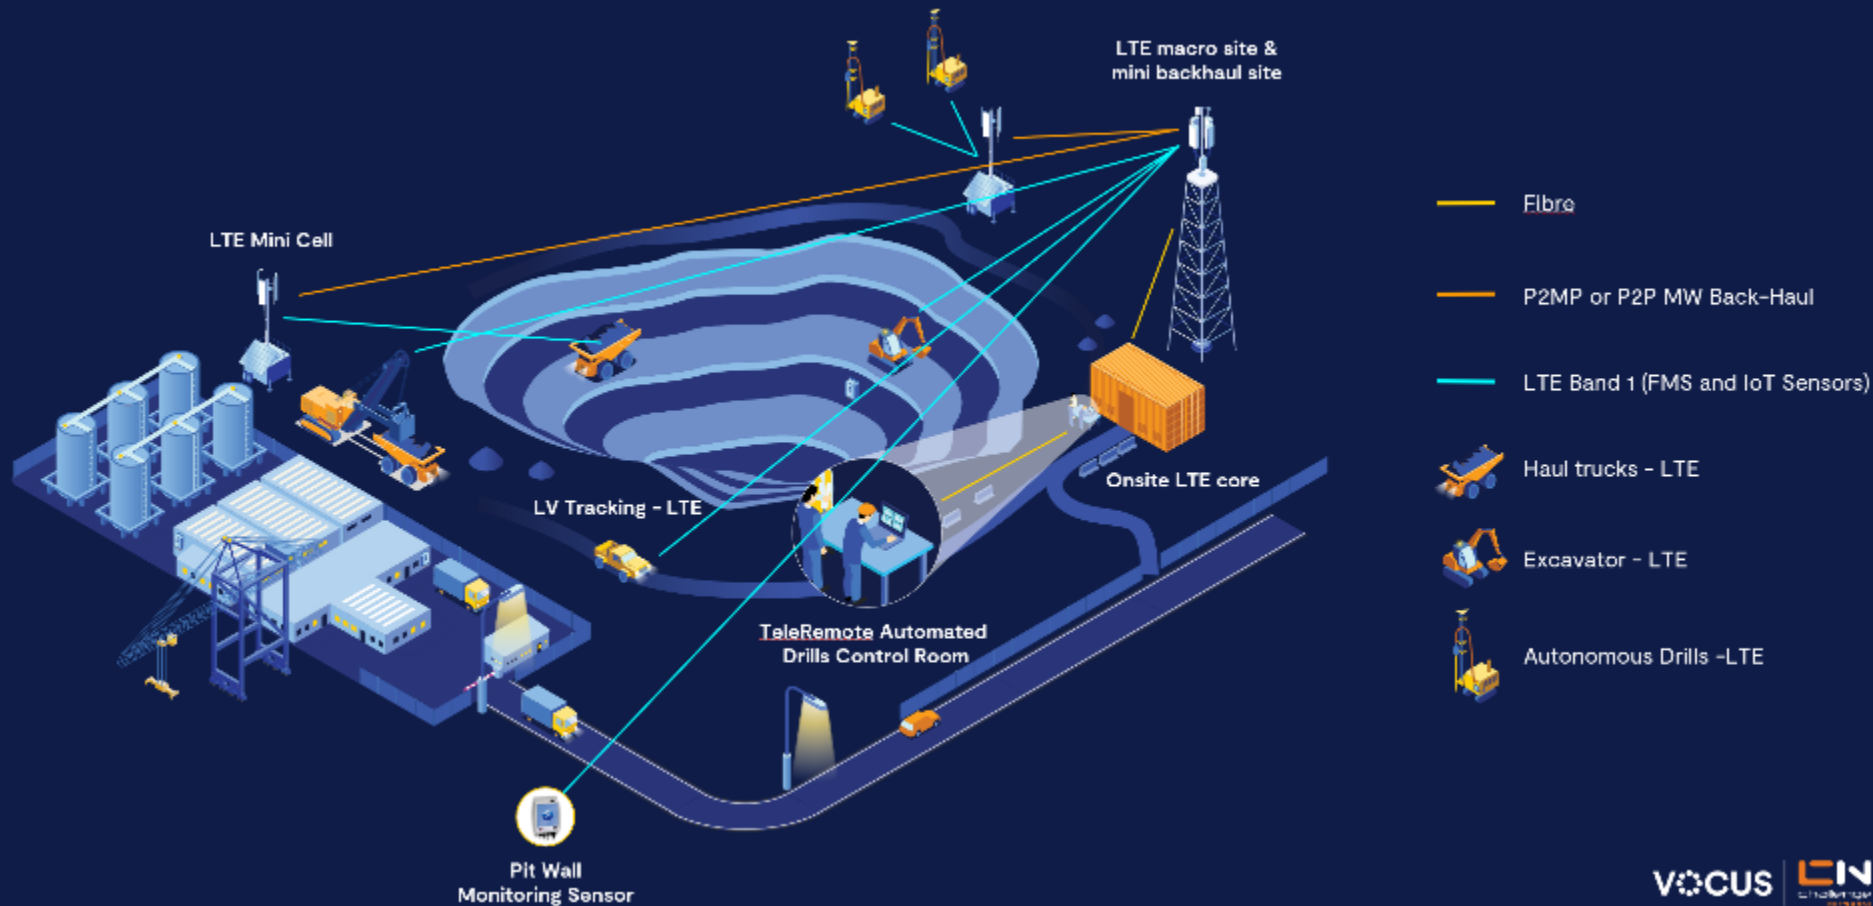 LTE macro site &
mini backhaul site
LTE Mini Cell
LV Tracking - LTE
Onsite LTE core
TeleRemote Automated
Drills Control Room
Pit Wall
Monitoring Sensor
Fibre
P2MP or P2P MW Back-Haul
LTE Band 1 (FMS and IoT Sensors)
Haul trucks - LTE
Excavator - LTE
Autonomous Drills -LTE
VOCUS
challenge